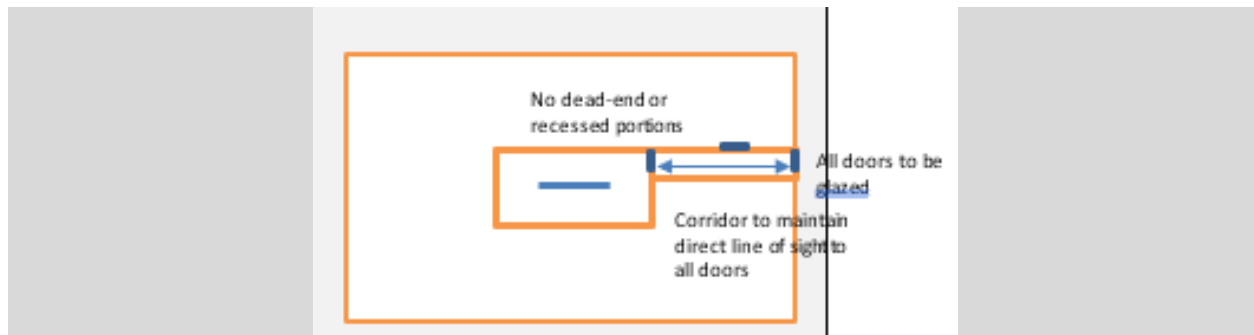 No dead-end or
recessed portions
All doors to be
glazed
Corridor to maintain
direct line of sight to
all doors